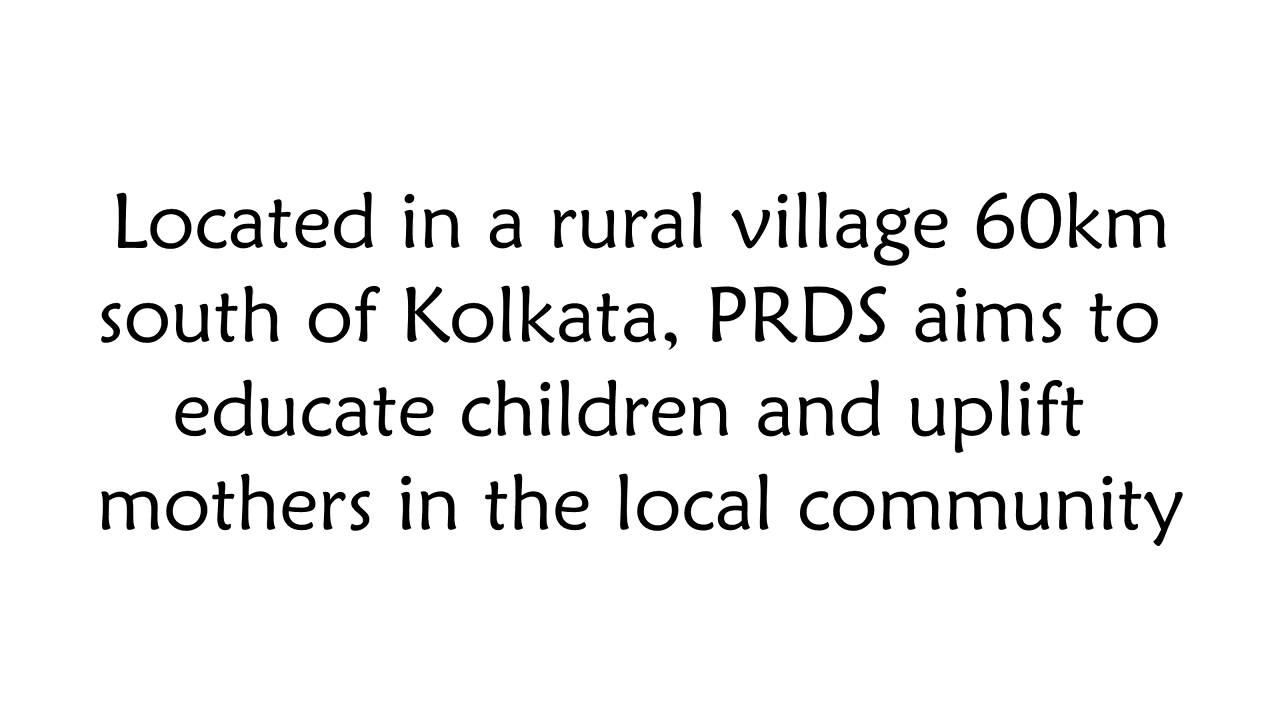 Located in a rural village 60km
south of Kolkata, PRDS aims to
educate children and uplift
mothers in the local community